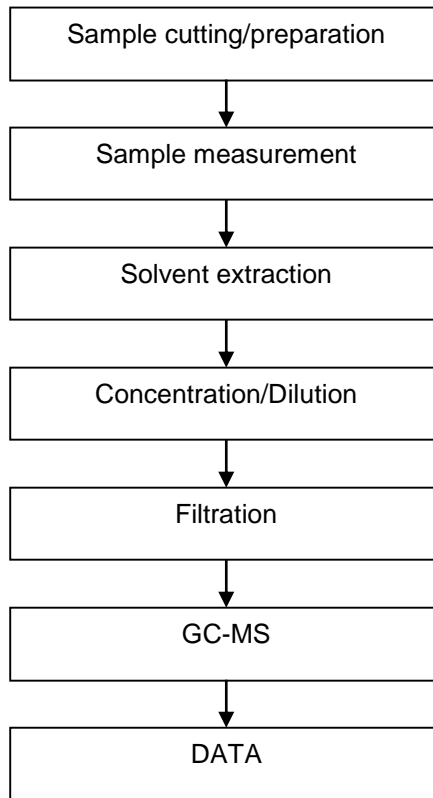 Sample cutting/preparation
Sample measurement
Solvent extraction
Concentration/Dilution
Filtration
GC-MS
DATA